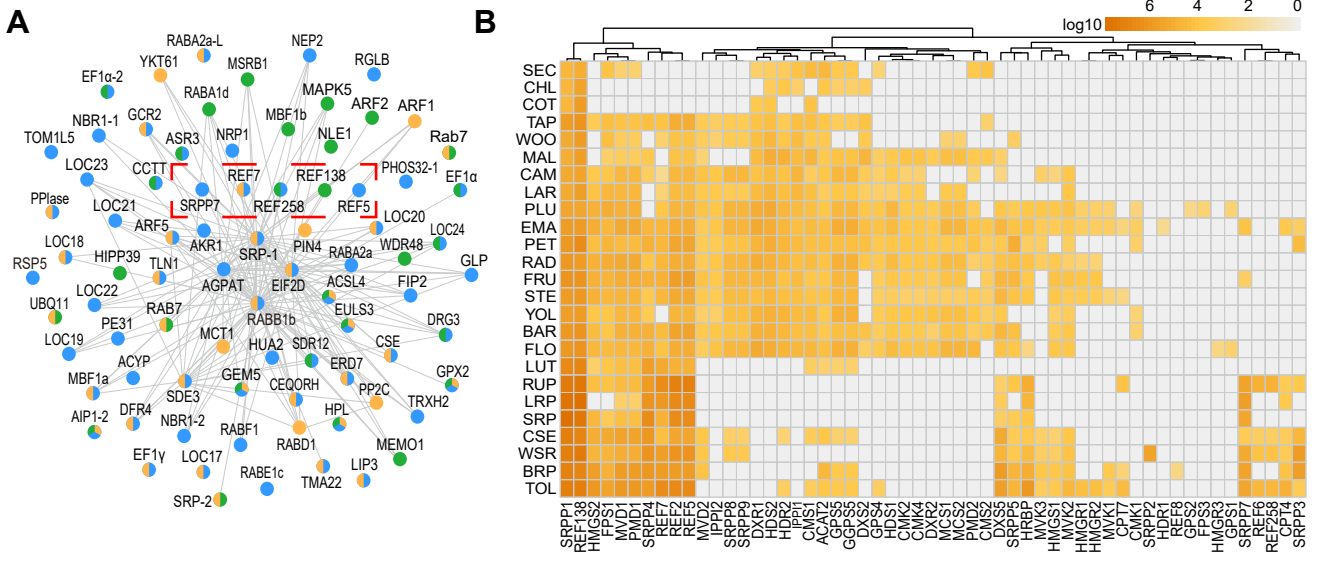 A
RABA2a-L
NEP2
YKT61
MSRB1
RGLB
EF1α-2
RABA1d
MAPK5
GCR2
MBF1b
ARF2
ARF1
NBR1-1
TOM1L5
ASR3
NRP1
NLE1
Rab7
LOC23
CCTT
REF7
REF138
PHOS32-1
EF1α
PPIase
LOC21
SRPP7
REF258
REF5
ARF5
LOC20
LOC18
AKR1
SRP-1
PIN4
WDR48
LOC24
RSP5
HIPP39
TLN1
RABA2a
GLP
AGPAT
EIF2D
ACSL4
FIP2
UBQ11
LOC22
RAB7
RABB1b
EULS3
DRG3
LOC19
PE31
MCT1
HUA2
SDR12
CSE
ACYP
GEM5
ERD7
GPX2
MBF1a
SDE3
CEQORH
PP2C
TRXH2
AIP1-2
DFR4
NBR1-2
RABF1
RABD1
HPL
MEMO1
EF1γ
LOC17
RABE1c
TMA22
LIP3
SRP-2
B
log10
6 4 2 0
SEC
CHL
COT
TAP
WOO
MAL
CAM
LAR
PLU
EMA
PET
RAD
FRU
STE
YOL
BAR
FLO
LUT
RUP
LRP
SRP
CSE
WSR
BRP
TOL
SRPP1
REF138
HMGS2
FPS1
MVD1
PMD1
SRPP4
REF7
REF2
REF5
MVD2
IPPI2
SRPP8
SRPP9
DXR1
HDS2
HDR2
IPPI1
CMS1
ACAT2
GPS5
GGPS5
DXS2
GPS4
HDS1
CMK2
CMK4
DXR2
MCS1
MCS2
PMD2
CMS2
DXS5
SRPP5
HRBP
MVK3
HMGS1
MVK2
HMGR1
HMGR2
MVK1
CPT7
CMK1
SRPP2
HDR1
REF8
GPS2
FPS3
HMGR3
GPS1
SRPP7
REF6
REF258
CPT4
SRPP3